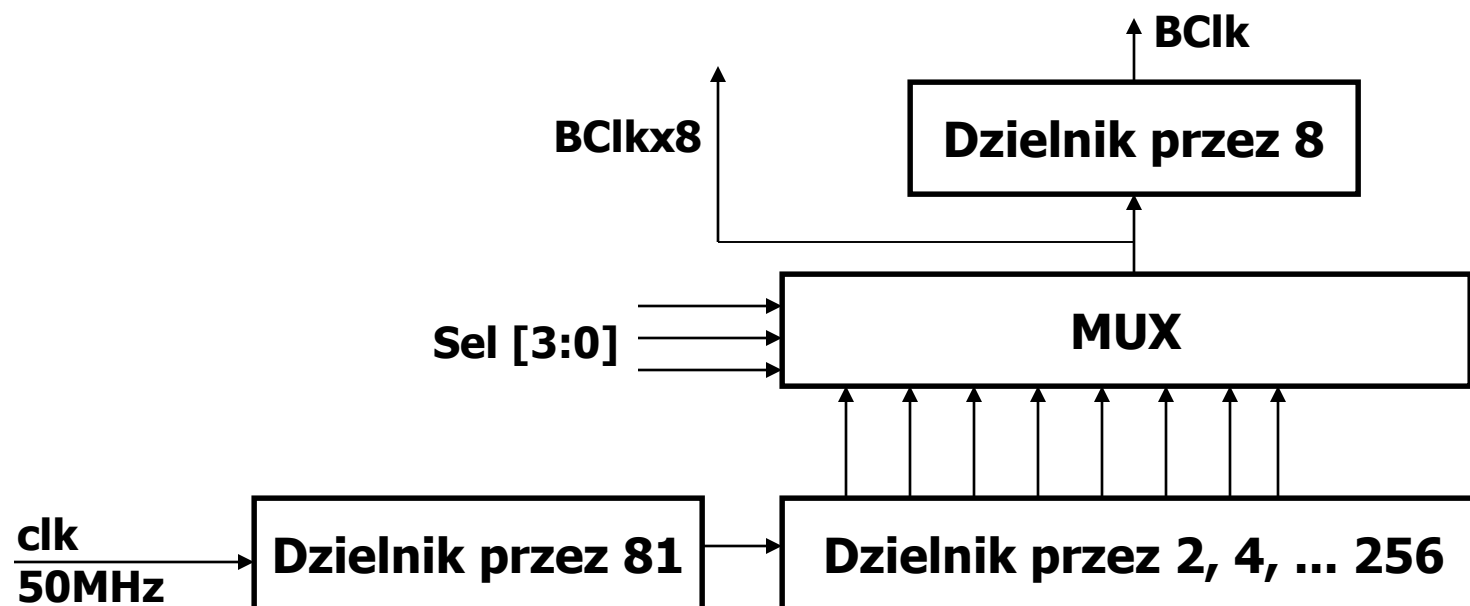 BClk
BClkx8
Dzielnik przez 8
Sel [3:0]
MUX
clk
50MHz
Dzielnik przez 81
Dzielnik przez 2, 4, ... 256